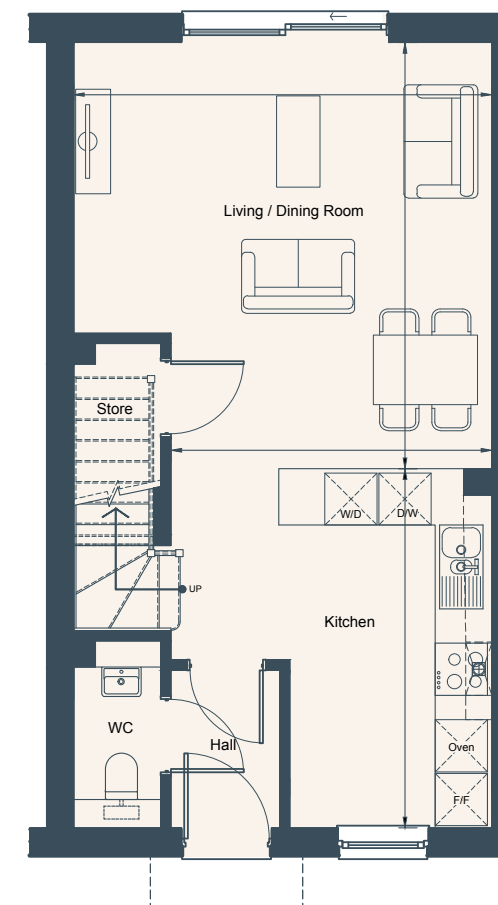 Living / Dining Room
Store
W/D
D/W
UP
Kitchen
WC
Hall
Oven
F/F